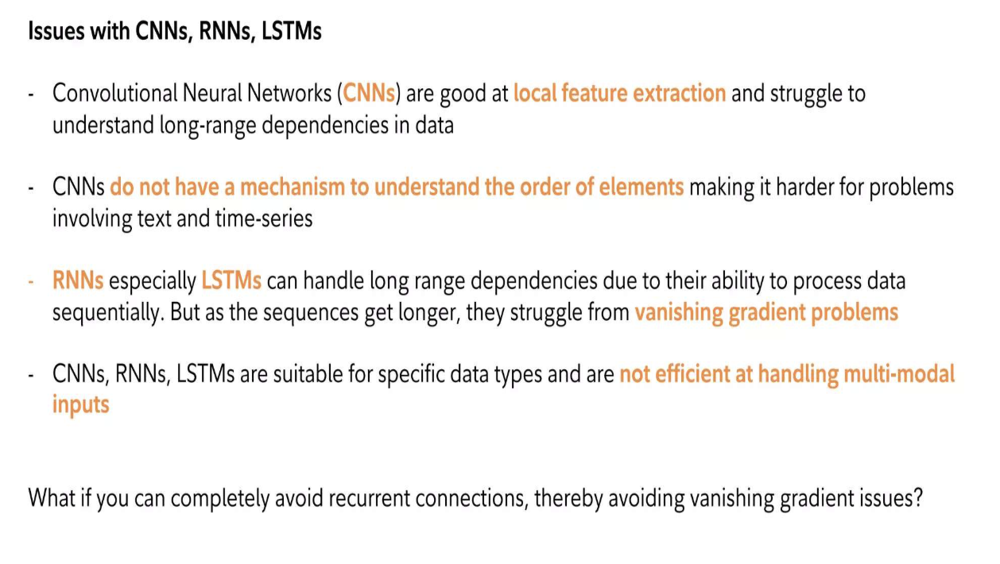 Issues with CNNs, RNNs, LSTMs
- Convolutional Neural Networks (CNNs) are good at local feature extraction and struggle to
understand long-range dependencies in data
- CNNs do not have a mechanism to understand the order of elements making it harder for problems
involving text and time-series
- RNNs especially LSTMs can handle long range dependencies due to their ability to process data
sequentially. But as the sequences get longer, they struggle from vanishing gradient problems
- CNNs, RNNs, LSTMs are suitable for specific data types and are not efficient at handling multi-modal
inputs
What if you can completely avoid recurrent connections, thereby avoiding vanishing gradient issues?